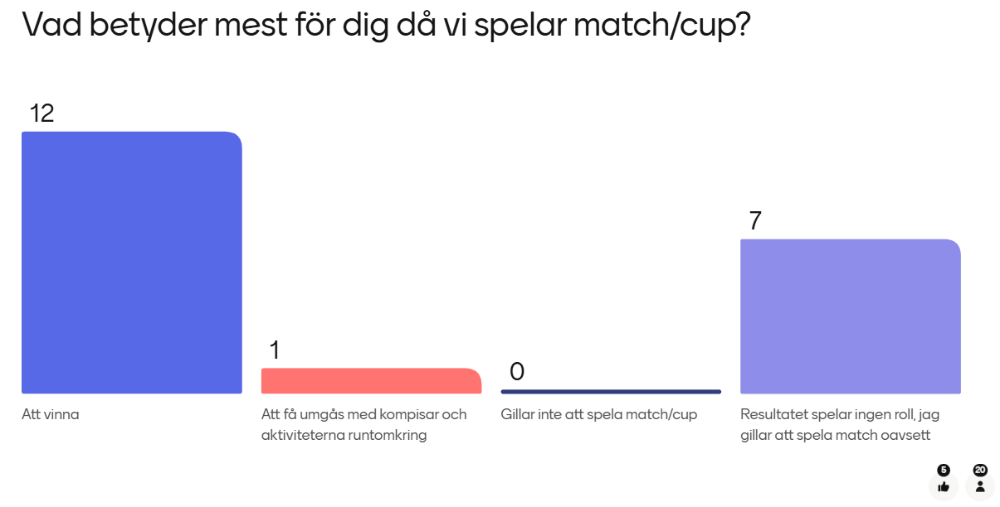 Vad betyder mest för dig då vi spelar match/cup?
12
1
0
7
Att vinna
Att få umgås med kompisar och
aktiviteterna runtomkring
Gillar inte att spela match/cup
Resultatet spelar ingen roll, jag
gillar att spela match oavsett
5
20